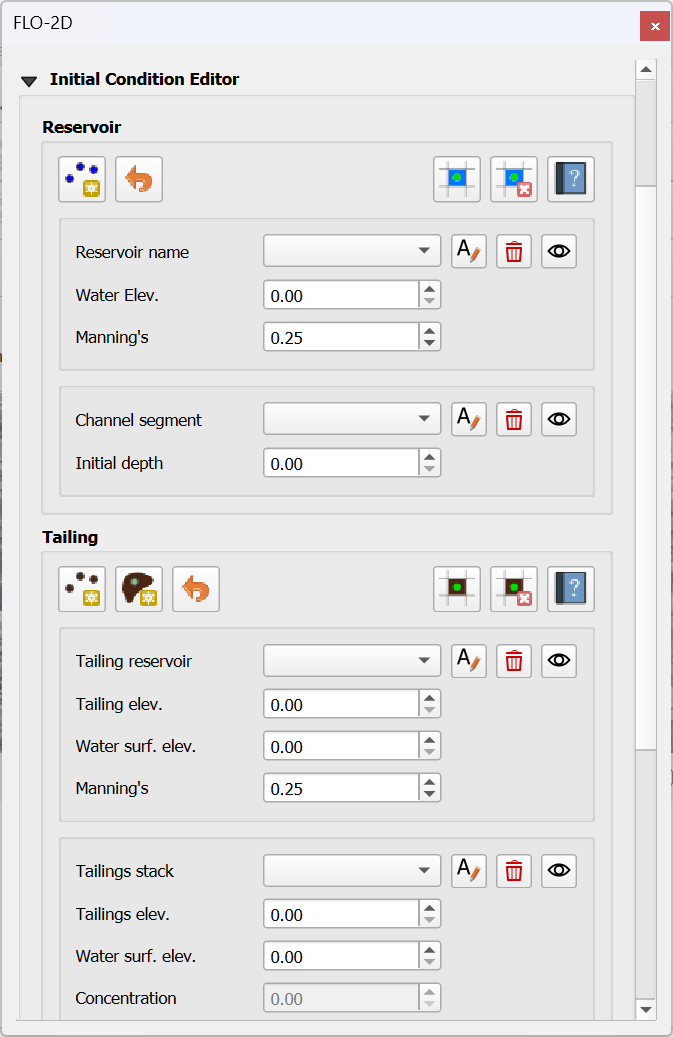 FLO-2D
Initial Condition Editor
Reservoir
Reservoir name
Water Elev. 0.00
Manning's 0.25
Channel segment
Initial depth 0.00
Tailing
Tailing reservoir
Tailing elev. 0.00
Water surf. elev. 0.00
Manning's 0.25
Tailings stack
Tailings elev. 0.00
Water surf. elev. 0.00
Concentration 0.00